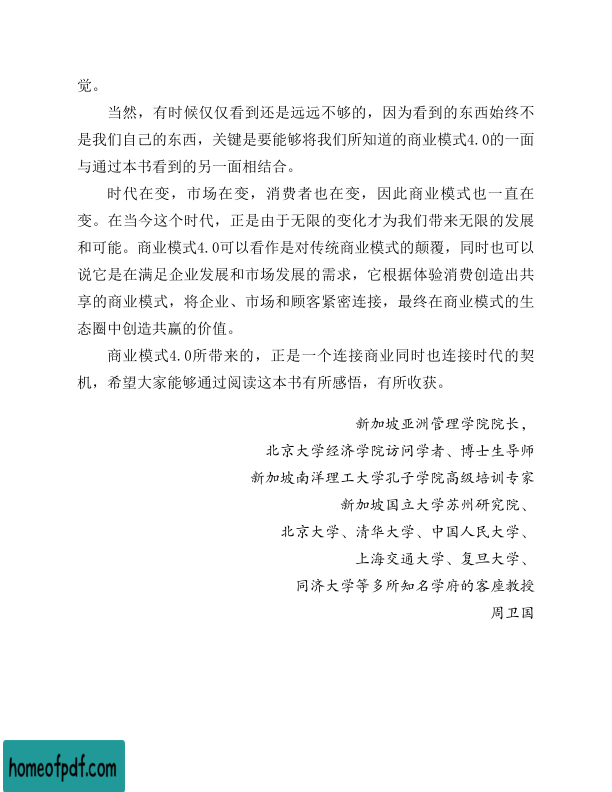 觉。
当然，有时候仅仅看到还是远远不够的，因为看到的东西始终不
是我们自己的东西，关键是要能够将我们所知道的商业模式4.0的一面
与通过本书看到的另一面相结合。
时代在变，市场在变，消费者也在变，因此商业模式也一直在
变。在当今这个时代，正是由于无限的变化才为我们带来无限的发展
和可能。商业模式4.0可以看作是对传统商业模式的颠覆，同时也可以
说它是在满足企业发展和市场发展的需求，它根据体验消费创造出共
享的商业模式，将企业、市场和顾客紧密连接，最终在商业模式的生
态圈中创造共赢的价值。
商业模式4.0所带来的，正是一个连接商业同时也连接时代的契
机，希望大家能够通过阅读这本书有所感悟，有所收获。
新加坡亚洲管理学院院长，
北京大学经济学院访问学者、博士生导师
新加坡南洋理工大学孔子学院高级培训专家
新加坡国立大学苏州研究院、
北京大学、清华大学、中国人民大学、
上海交通大学、复旦大学、
同济大学等多所知名学府的客座教授
周卫国
homeofpdf.com